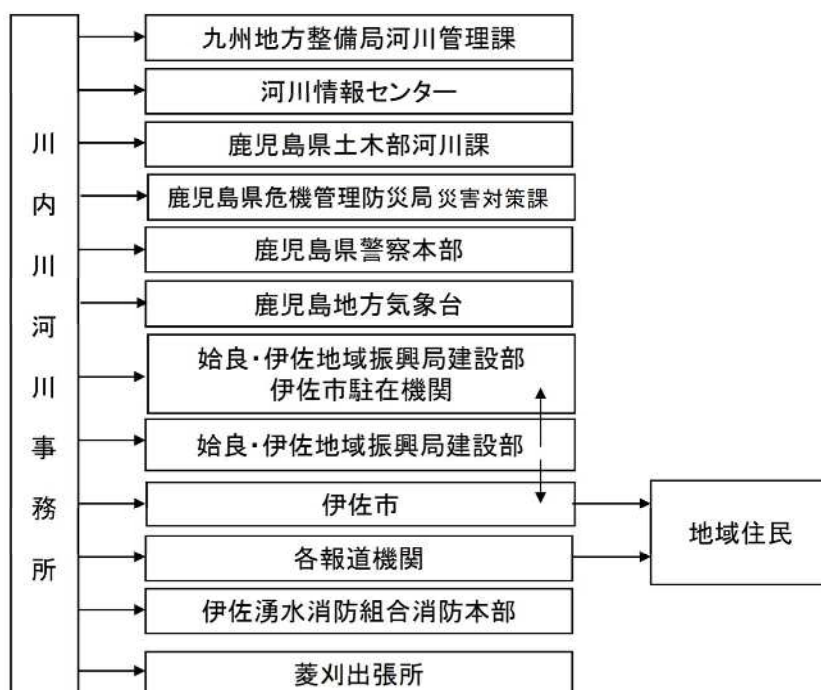 川内川河川事務所
九州地方整備局河川管理課
河川情報センター
鹿児島県土木部河川課
鹿児島県危機管理防災局 災害対策課
鹿児島県警察本部
鹿児島地方気象台
姶良・伊佐地域振興局建設部
伊佐市駐在機関
姶良・伊佐地域振興局建設部
伊佐市
各報道機関
伊佐湧水消防組合消防本部
菱刈出張所
地域住民